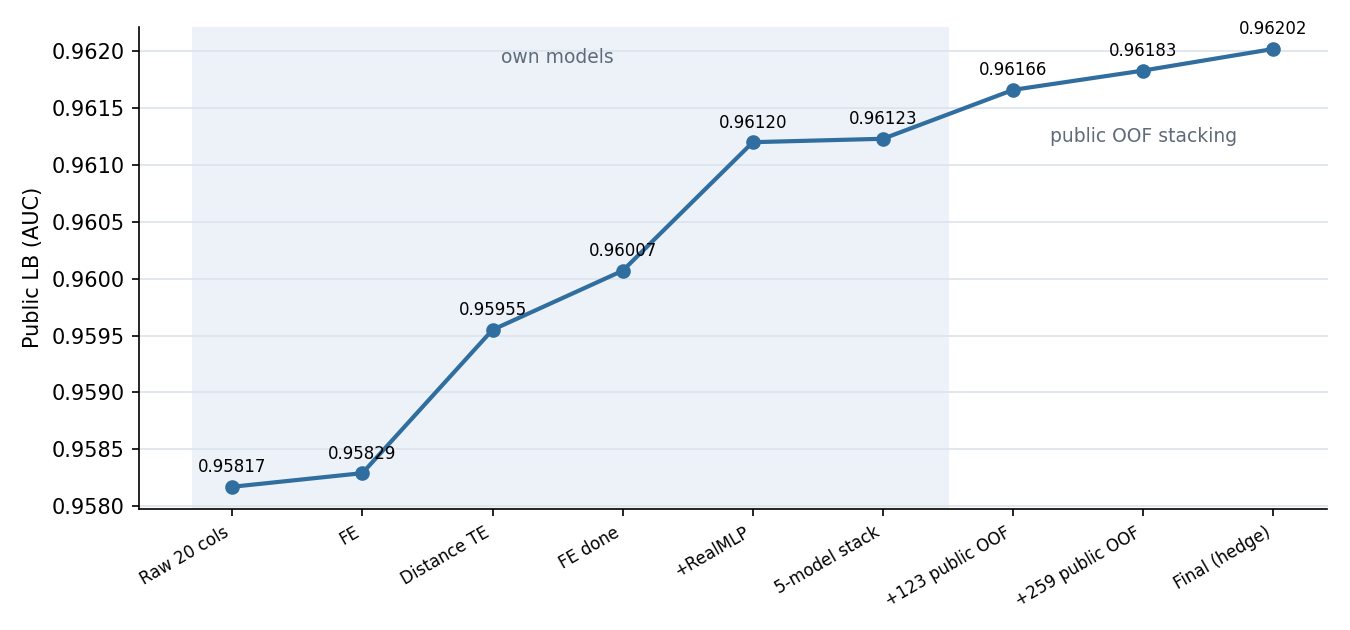 Public LB (AUC)
0.9620
0.9615
0.9610
0.9605
0.9600
0.9595
0.9590
0.9585
0.9580
own models
public OOF stacking
0.95817
0.95829
0.95955
0.96007
0.96120
0.96123
0.96166
0.96183
0.96202
Raw 20 cols
FE
Distance TE
FE done
+RealMLP
5-model stack
+123 public OOF
+259 public OOF
Final (hedge)